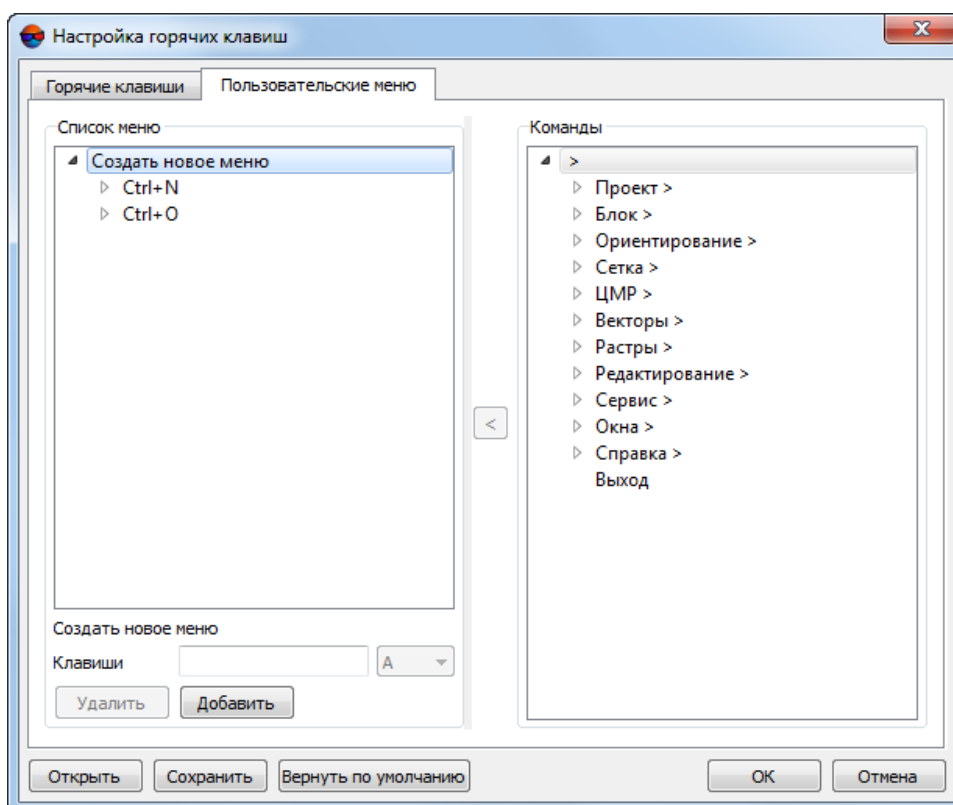 Настройка горячих клавиш
Горячие клавиши
Пользовательские меню
Список меню
Создать новое меню
Ctrl+N
Ctrl+O
Создать новое меню
Клавиши
A
Удалить
Добавить
<
Команды
>
Проект >
Блок >
Ориентирование >
Сетка >
ЦМР >
Векторы >
Растры >
Редактирование >
Сервис >
Окна >
Справка >
Выход
Открыть
Сохранить
Вернуть по умолчанию
OK
Отмена